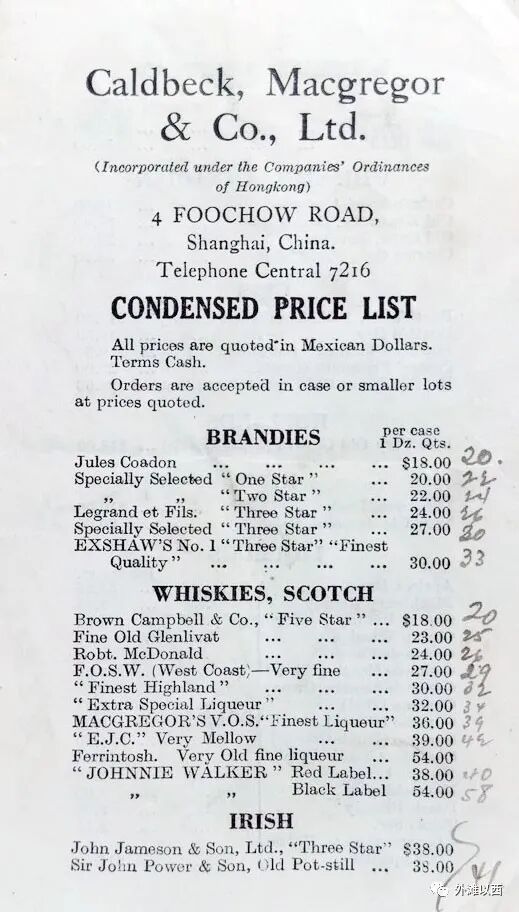 Caldbeck, Macgregor
& Co., Ltd.
(Incorporated under the Companies' Ordinances
of Hongkong)
4 FOOCHOW ROAD,
Shanghai, China.
Telephone Central 7216
CONDENSED PRICE LIST
All prices are quoted in Mexican Dollars.
Terms Cash.
Orders are accepted in case or smaller lots
at prices quoted.
BRANDIES
per case
1 Dz. Qts.
Jules Coadon ... ... ... ... $18.00 20.
Specially Selected "One Star" ... 20.00 22
„ „ "Two Star" ... 22.00 24
Legrand et Fils. "Three Star" ... 24.00 26
Specially Selected "Three Star" ... 27.00 30
EXSHAW'S No. 1 "Three Star" "Finest
Quality" ... ... ... ... 30.00 33
WHISKIES, SCOTCH
Brown Campbell & Co., "Five Star" ... $18.00 20
Fine Old Glenlivat ... ... ... 23.00 25
Robt. McDonald ... ... ... 24.00 26
F.O.S.W. (West Coast)—Very fine ... 27.00 29
"Finest Highland" ... ... ... 30.00 32
"Extra Special Liqueur" ... ... 32.00 34
MACGREGOR'S V.O.S. "Finest Liqueur" 36.00 39
"E.J.C." Very Mellow ... ... 39.00 42
Ferrintosh. Very Old fine liqueur ... 54.00
"JOHNNIE WALKER" Red Label... 38.00 40
„ „ Black Label 54.00 58
IRISH
John Jameson & Son, Ltd., "Three Star" $38.00
Sir John Power & Son, Old Pot-still ... 38.00
外滩以西